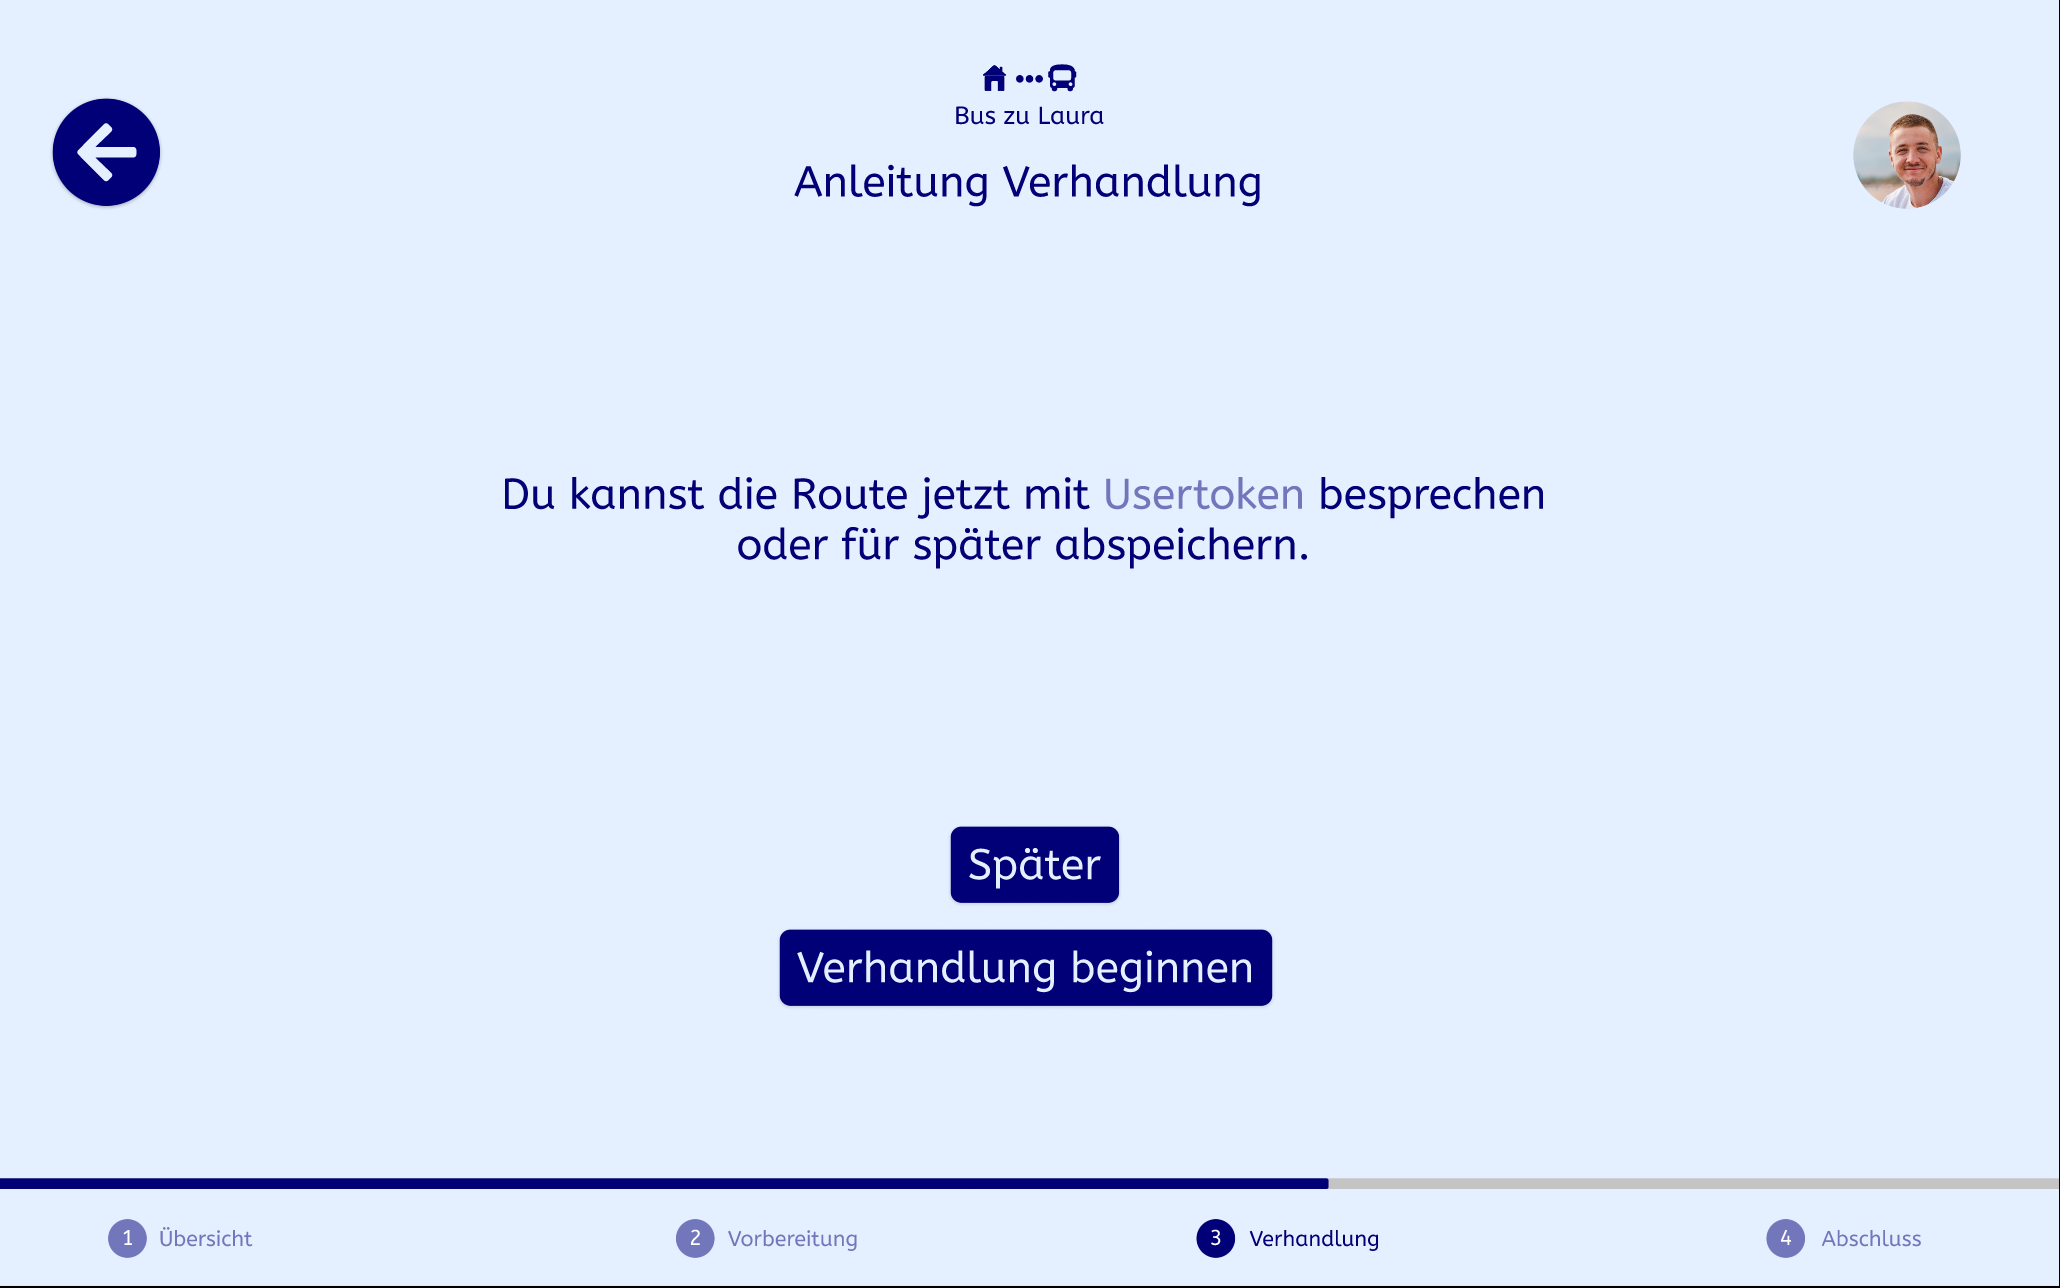 Bus zu Laura
Anleitung Verhandlung
Du kannst die Route jetzt mit Usertoken besprechen
oder für später abspeichern.
Später
Verhandlung beginnen
1 Übersicht
2 Vorbereitung
3 Verhandlung
4 Abschluss